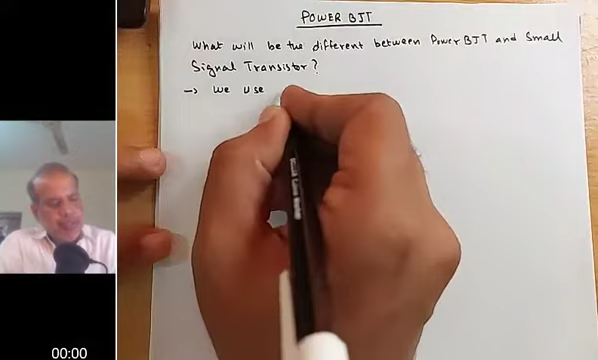 POWER BJT
What will be the different between Power BJT and Small
Signal Transistor?
→ we use
00:00